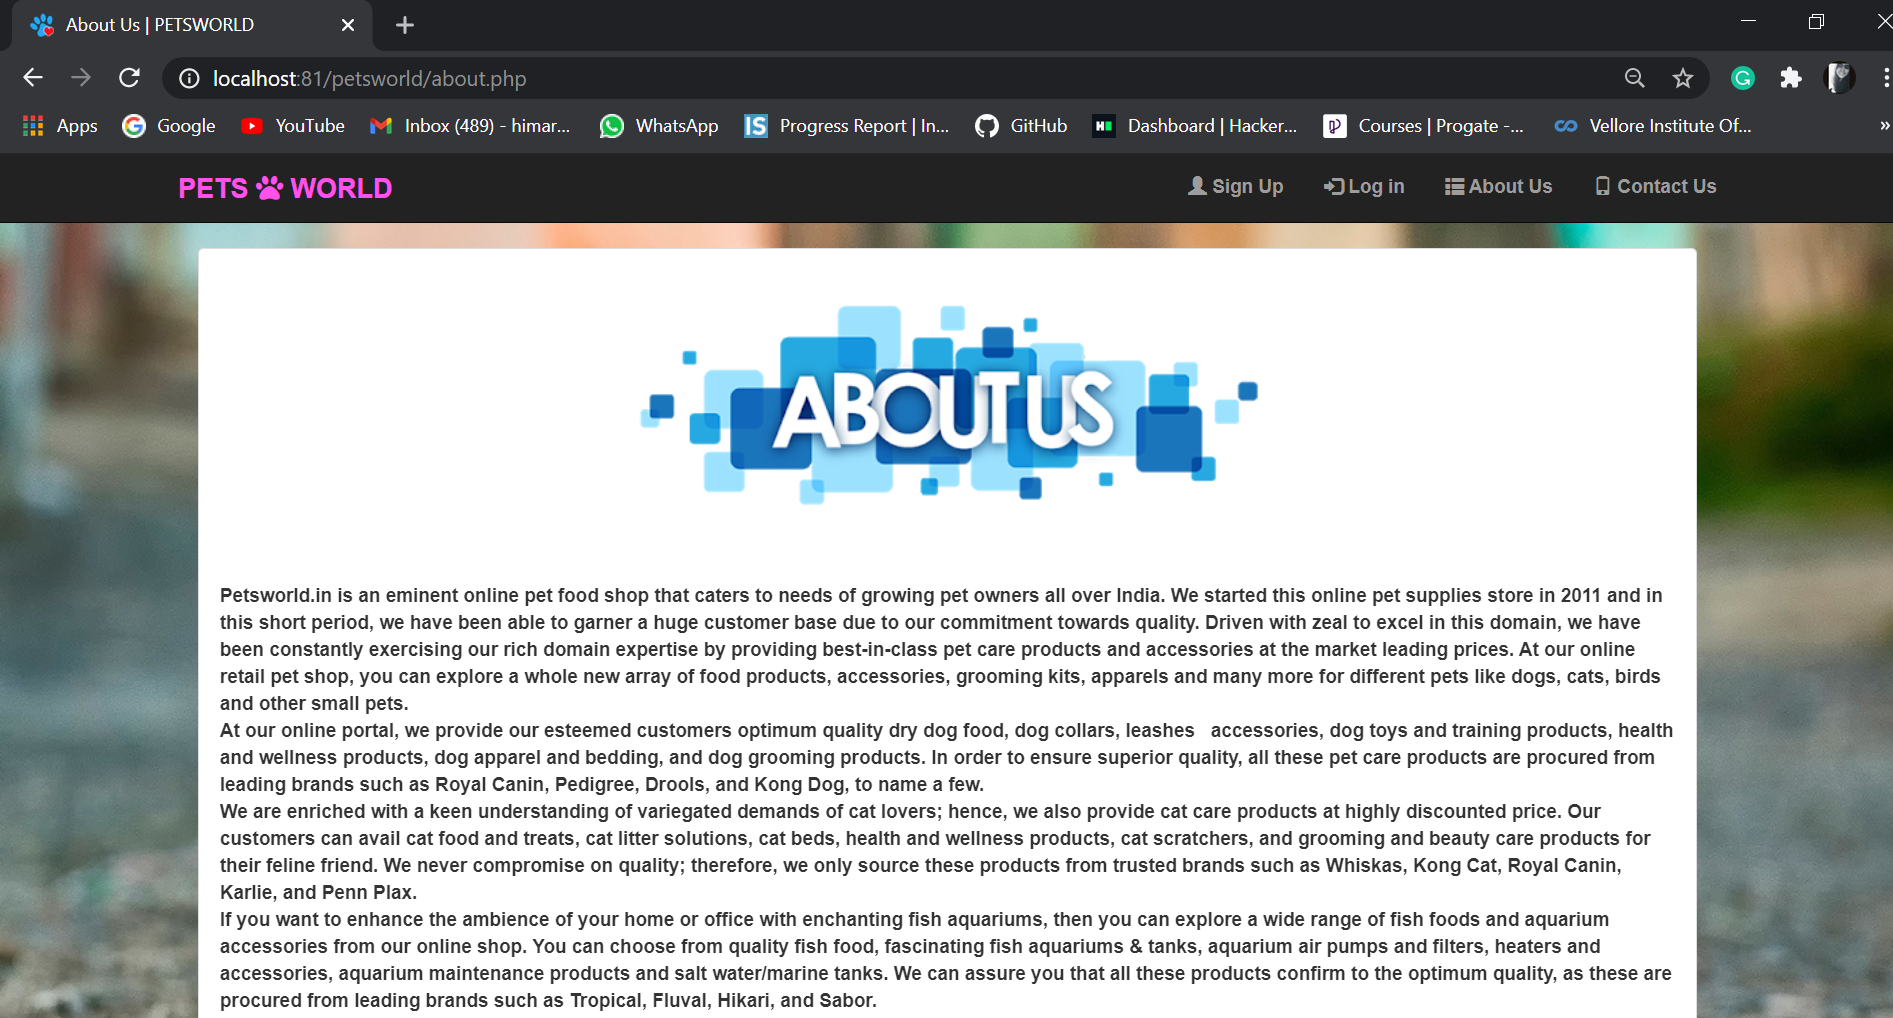 About Us | PETSWORLD
localhost:81/petsworld/about.php
Apps Google YouTube Inbox (489) - himar... WhatsApp Progress Report | In... GitHub Dashboard | Hacker... Courses | Progate -... Vellore Institute Of... »
PETS WORLD Sign Up Log in About Us Contact Us
ABOUT US
Petsworld.in is an eminent online pet food shop that caters to needs of growing pet owners all over India. We started this online pet supplies store in 2011 and in
this short period, we have been able to garner a huge customer base due to our commitment towards quality. Driven with zeal to excel in this domain, we have
been constantly exercising our rich domain expertise by providing best-in-class pet care products and accessories at the market leading prices. At our online
retail pet shop, you can explore a whole new array of food products, accessories, grooming kits, apparels and many more for different pets like dogs, cats, birds
and other small pets.
At our online portal, we provide our esteemed customers optimum quality dry dog food, dog collars, leashes   accessories, dog toys and training products, health
and wellness products, dog apparel and bedding, and dog grooming products. In order to ensure superior quality, all these pet care products are procured from
leading brands such as Royal Canin, Pedigree, Drools, and Kong Dog, to name a few.
We are enriched with a keen understanding of variegated demands of cat lovers; hence, we also provide cat care products at highly discounted price. Our
customers can avail cat food and treats, cat litter solutions, cat beds, health and wellness products, cat scratchers, and grooming and beauty care products for
their feline friend. We never compromise on quality; therefore, we only source these products from trusted brands such as Whiskas, Kong Cat, Royal Canin,
Karlie, and Penn Plax.
If you want to enhance the ambience of your home or office with enchanting fish aquariums, then you can explore a wide range of fish foods and aquarium
accessories from our online shop. You can choose from quality fish food, fascinating fish aquariums & tanks, aquarium air pumps and filters, heaters and
accessories, aquarium maintenance products and salt water/marine tanks. We can assure you that all these products confirm to the optimum quality, as these are
procured from leading brands such as Tropical, Fluval, Hikari, and Sabor.